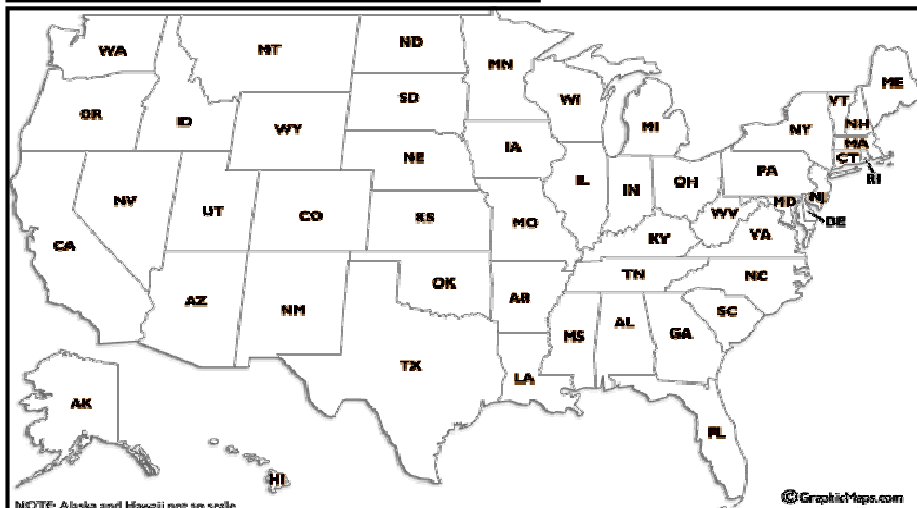 WA
MT
ND
MN
ME
OR
ID
SD
WI
VT
NH
WY
MI
NY
MA
IA
CT
NE
RI
NV
UT
CO
IL
IN
OH
PA
MD
NJ
DE
CA
KS
MO
WV
KY
VA
AZ
NM
OK
AR
TN
NC
SC
MS
AL
GA
TX
LA
AK
FL
HI
NOTE: Alaska and Hawaii not to scale
© GraphicMaps.com